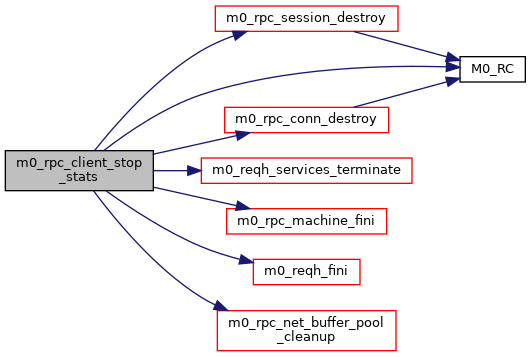 m0_rpc_session_destroy
M0_RC
m0_rpc_conn_destroy
m0_rpc_client_stop
_stats
m0_reqh_services_terminate
m0_rpc_machine_fini
m0_reqh_fini
m0_rpc_net_buffer_pool
_cleanup